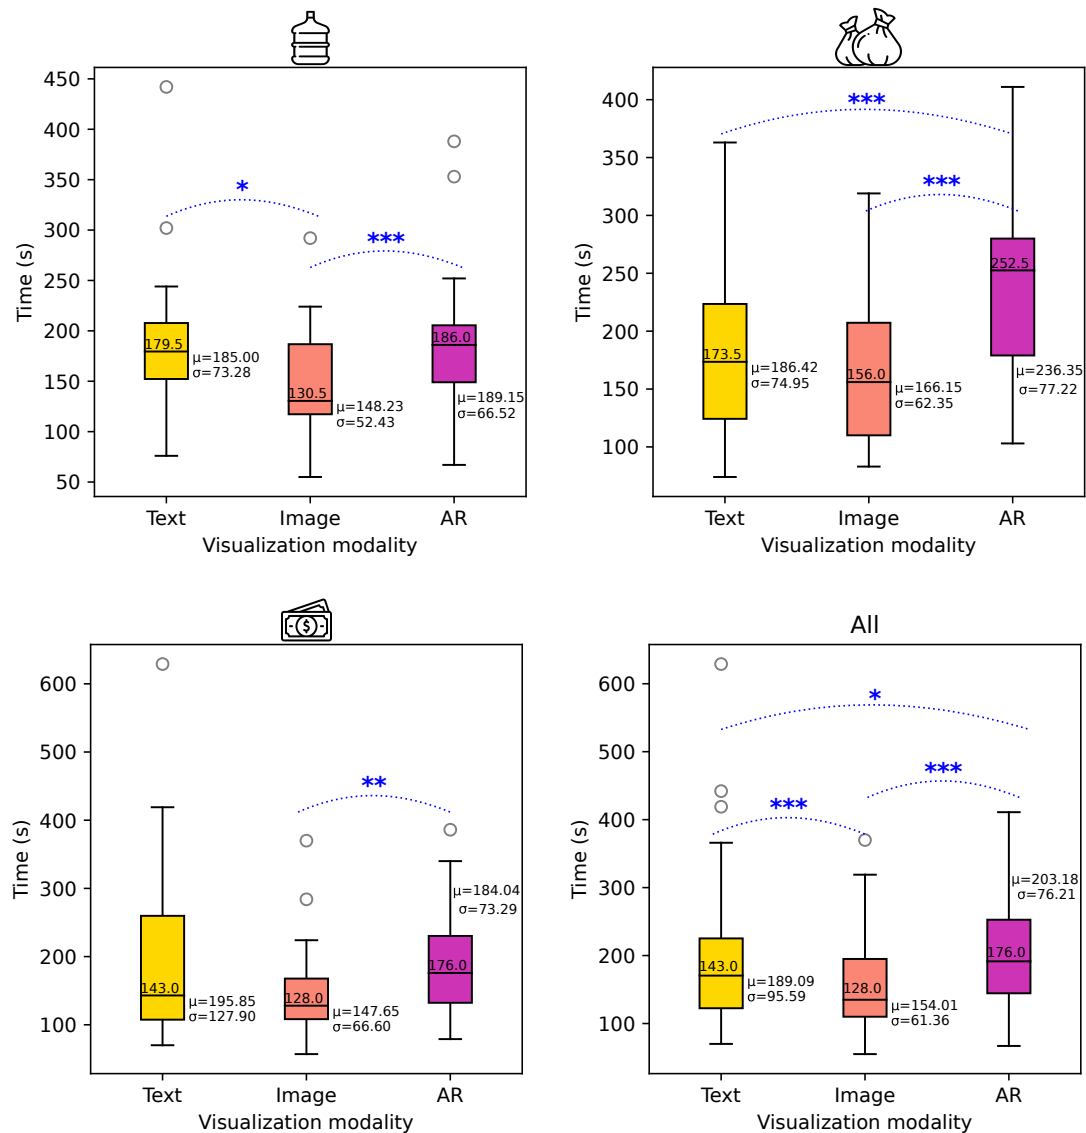 450
400
350
300
250
200
150
100
50
Time (s)
*
***
179.5
μ=185.00
σ=73.28
130.5
μ=148.23
σ=52.43
186.0
μ=189.15
σ=66.52
Text Image AR
Visualization modality
400
300
200
100
Time (s)
***
***
173.5
μ=186.42
σ=74.95
156.0
μ=166.15
σ=62.35
252.5
μ=236.35
σ=77.22
Text Image AR
Visualization modality
$
600
500
400
300
200
100
Time (s)
**
143.0
μ=195.85
σ=127.90
128.0
μ=147.65
σ=66.60
176.0
μ=184.04
σ=73.29
Text Image AR
Visualization modality
All
600
500
400
300
200
100
Time (s)
*
***
***
143.0
μ=189.09
σ=95.59
128.0
μ=154.01
σ=61.36
176.0
μ=203.18
σ=76.21
Text Image AR
Visualization modality